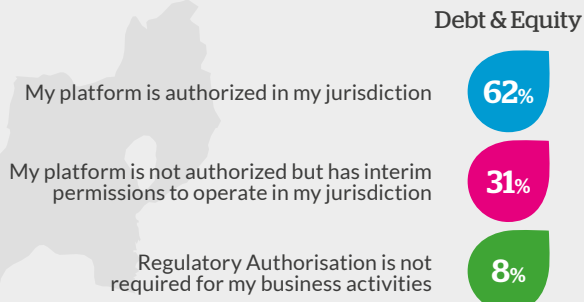 Debt & Equity
My platform is authorized in my jurisdiction
62%
My platform is not authorized but has interim
permissions to operate in my jurisdiction
31%
Regulatory Authorisation is not
required for my business activities
8%